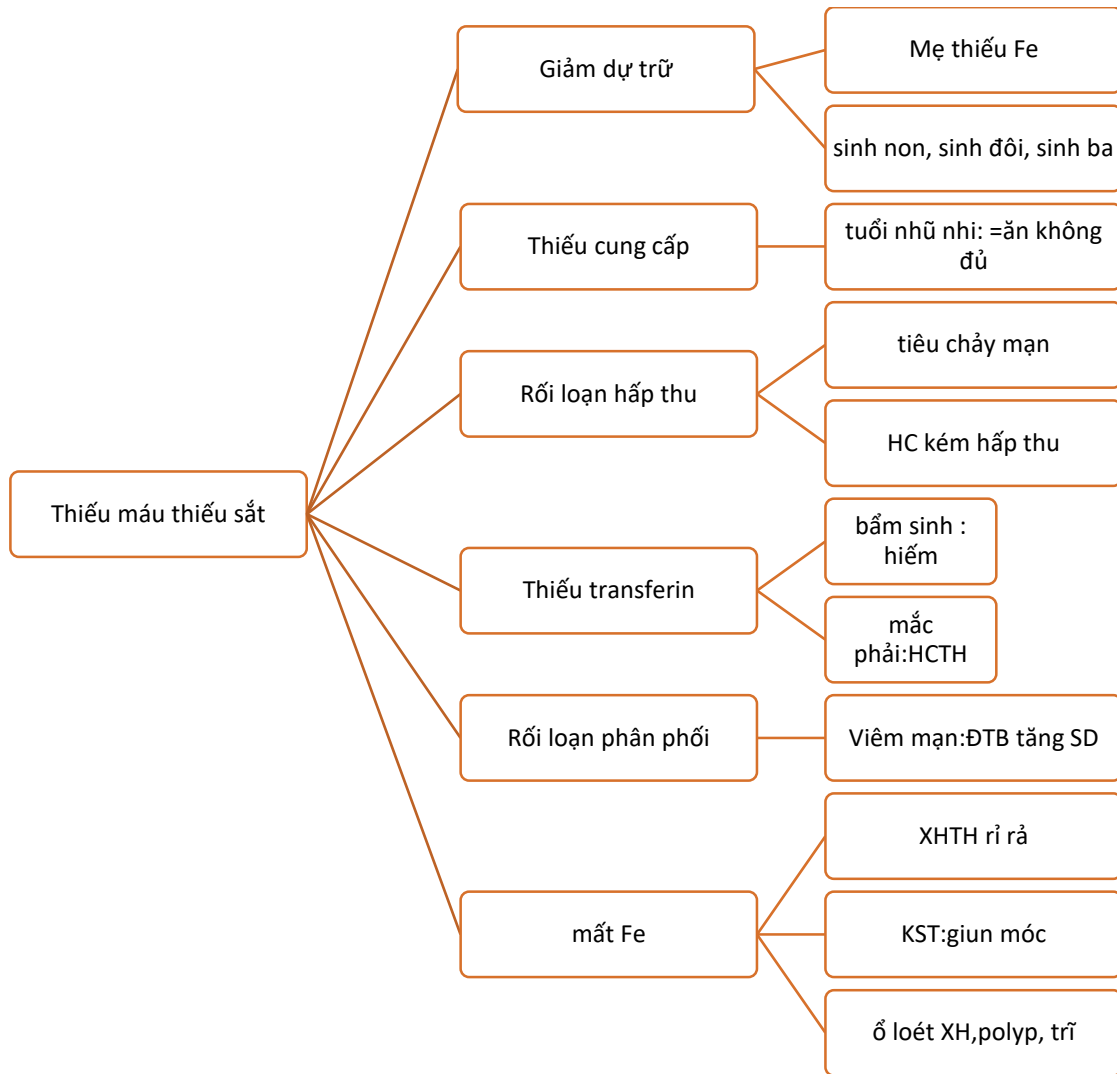 Thiếu máu thiếu sắt
Giảm dự trữ
Mẹ thiếu Fe
sinh non, sinh đôi, sinh ba
Thiếu cung cấp
tuổi nhũ nhi: =ăn không
đủ
Rối loạn hấp thu
tiêu chảy mạn
HC kém hấp thu
Thiếu transferin
bẩm sinh :
hiếm
mắc
phải:HCTH
Rối loạn phân phối
Viêm mạn:ĐTB tăng SD
mất Fe
XHTH rỉ rả
KST:giun móc
ổ loét XH,polyp, trĩ